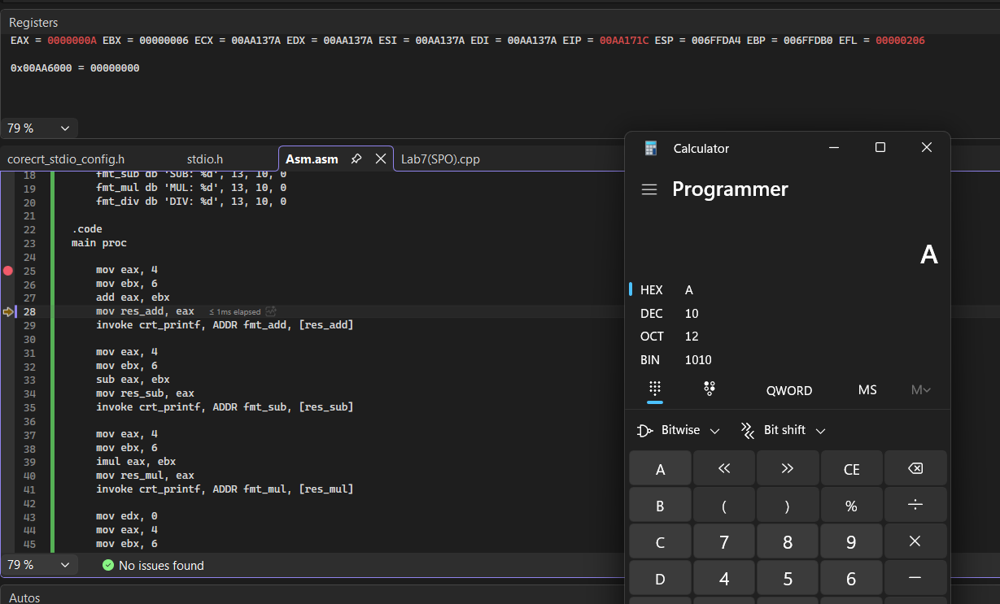 Registers
EAX = 0000000A EBX = 00000006 ECX = 00AA137A EDX = 00AA137A ESI = 00AA137A EDI = 00AA137A EIP = 00AA171C ESP = 006FFDA4 EBP = 006FFDB0 EFL = 00000206
0x00AA6000 = 00000000
79 %
corecrt_stdio_config.h stdio.h Asm.asm Lab7(SPO).cpp
18 fmt_sub db 'SUB: %d', 13, 10, 0
19 fmt_mul db 'MUL: %d', 13, 10, 0
20 fmt_div db 'DIV: %d', 13, 10, 0
21
22 .code
23 main proc
24
25 mov eax, 4
26 mov ebx, 6
27 add eax, ebx
28 mov res_add, eax ≤ 1ms elapsed
29 invoke crt_printf, ADDR fmt_add, [res_add]
30
31 mov eax, 4
32 mov ebx, 6
33 sub eax, ebx
34 mov res_sub, eax
35 invoke crt_printf, ADDR fmt_sub, [res_sub]
36
37 mov eax, 4
38 mov ebx, 6
39 imul eax, ebx
40 mov res_mul, eax
41 invoke crt_printf, ADDR fmt_mul, [res_mul]
42
43 mov edx, 0
44 mov eax, 4
45 mov ebx, 6
79 % No issues found
Autos
Calculator
Programmer
A
HEX A
DEC 10
OCT 12
BIN 1010
QWORD MS M
Bitwise Bit shift
A « » CE
B ( ) % ÷
C 7 8 9 ×
D 4 5 6 −